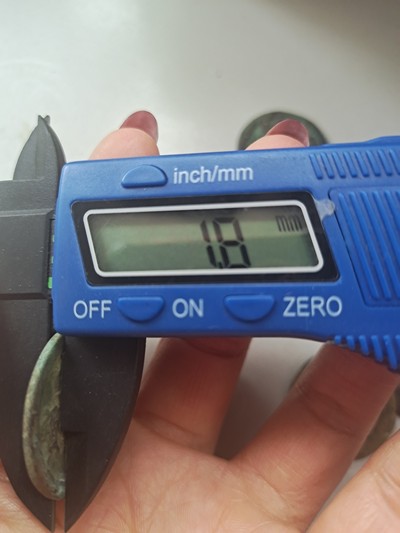 inch/mm
mm
1.8
OFF ON ZERO